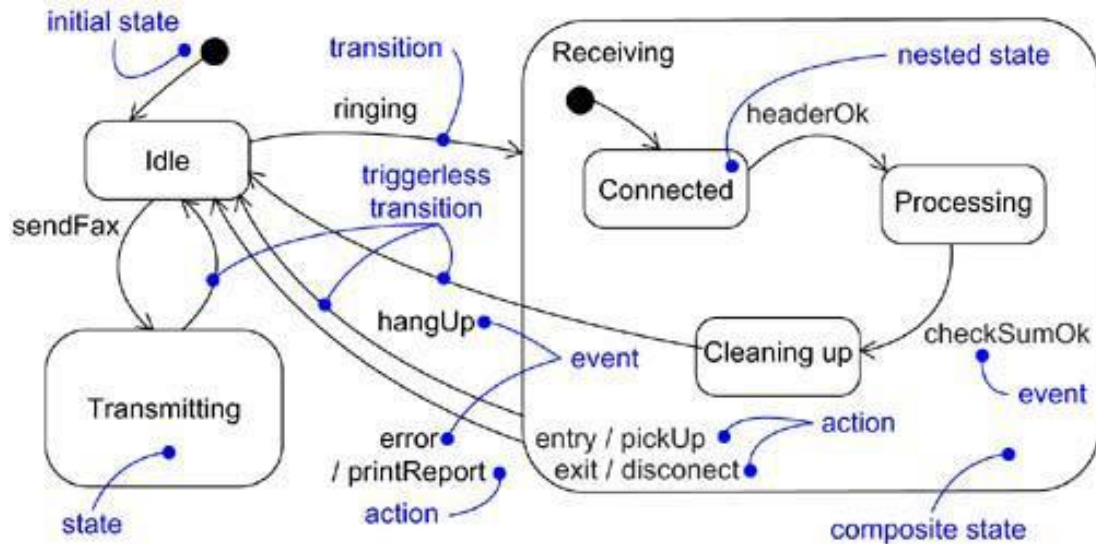 initial state
transition
Receiving
nested state
ringing
headerOk
Idle
triggerless
transition
Connected
Processing
sendFax
hangUp
Cleaning up
checkSumOk
event
event
Transmitting
error
/ printReport
entry / pickUp
exit / disconect
action
state
action
composite state